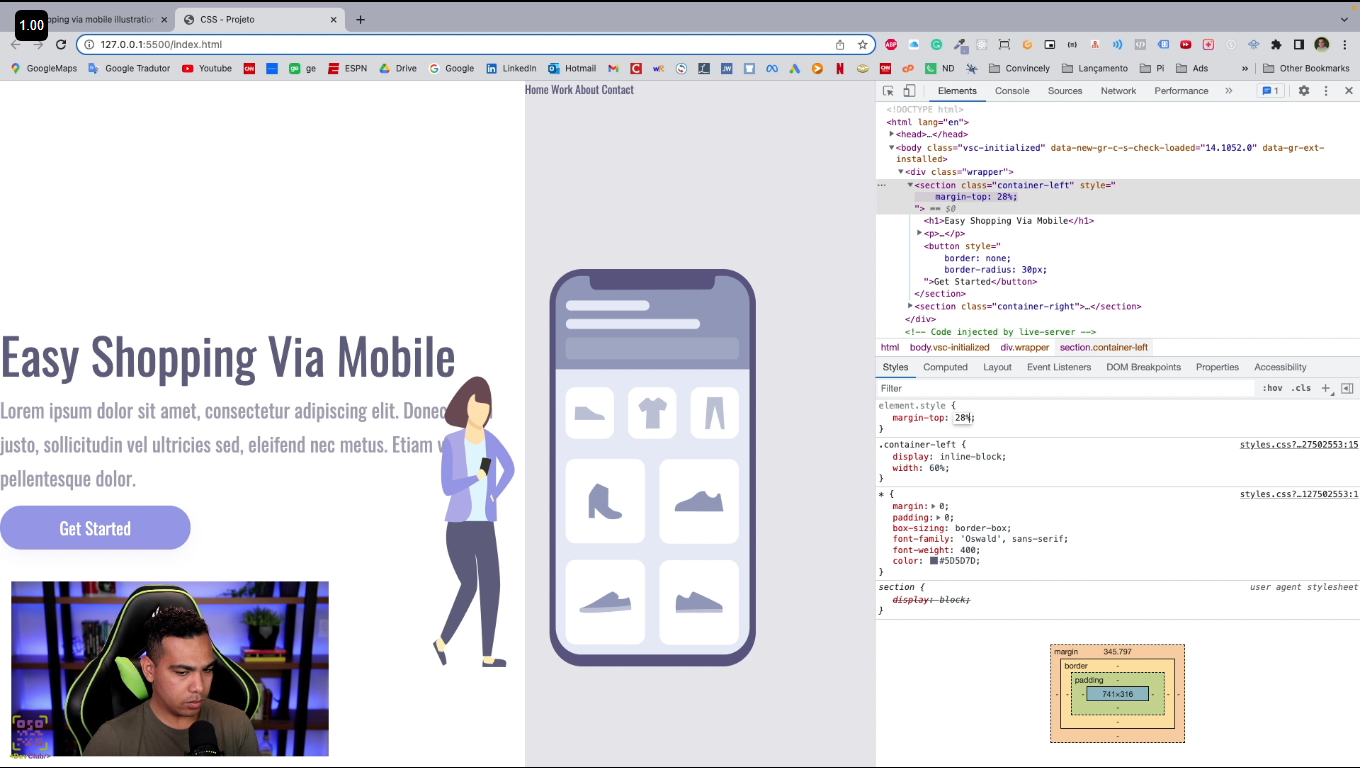 1.00
pping via mobile illustration
CSS - Projeto
127.0.0.1:5500/index.html
GoogleMaps
Google Tradutor
Youtube
ge
ESPN
Drive
Google
LinkedIn
Hotmail
ND
Convincely
Lançamento
Pi
Ads
»
Other Bookmarks
Home Work About Contact
Easy Shopping Via Mobile
Lorem ipsum dolor sit amet, consectetur adipiscing elit. Donec
justo, sollicitudin vel ultricies sed, eleifend nec metus. Etiam v
pellentesque dolor.
Get Started
Dev Club
Elements Console Sources Network Performance » 1
<!DOCTYPE html>
<html lang="en">
<head>…</head>
<body class="vsc-initialized" data-new-gr-c-s-check-loaded="14.1052.0" data-gr-ext-
installed>
<div class="wrapper">
<section class="container-left" style="
margin-top: 28%;
"> == $0
<h1>Easy Shopping Via Mobile</h1>
<p>…</p>
<button style="
border: none;
border-radius: 30px;
">Get Started</button>
</section>
<section class="container-right">…</section>
</div>
<!-- Code injected by live-server -->
html body.vsc-initialized div.wrapper section.container-left
Styles Computed Layout Event Listeners DOM Breakpoints Properties Accessibility
Filter
:hov .cls +
element.style {
margin-top: 28%;
}
.container-left { styles.css?…27502553:15
display: inline-block;
width: 60%;
}
* { styles.css?…127502553:1
margin: 0;
padding: 0;
box-sizing: border-box;
font-family: 'Oswald', sans-serif;
font-weight: 400;
color: #5D5D7D;
}
section { user agent stylesheet
display: block;
}
margin 345.797
border -
padding -
741×316